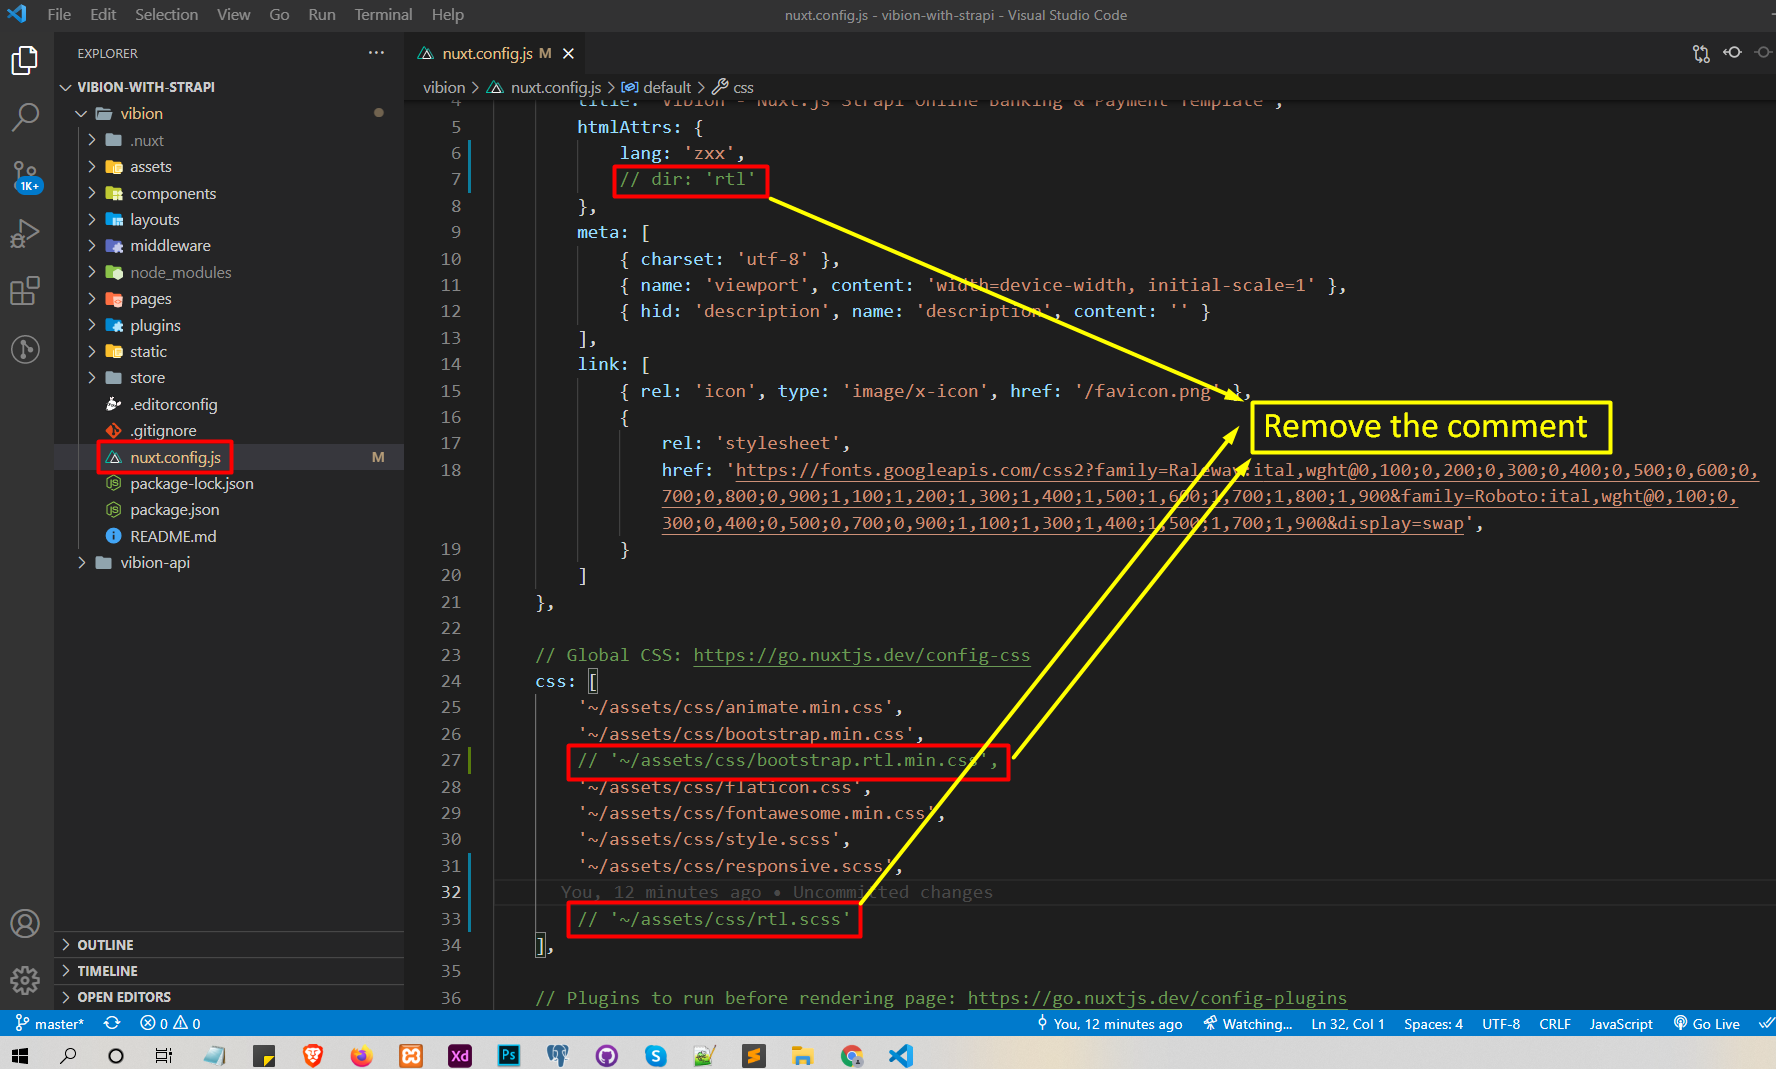 File Edit Selection View Go Run Terminal Help
nuxt.config.js - vibion-with-strapi - Visual Studio Code
EXPLORER ···
VIBION-WITH-STRAPI
vibion
.nuxt
assets
components
layouts
middleware
node_modules
pages
plugins
static
store
.editorconfig
.gitignore
nuxt.config.js M
package-lock.json
package.json
README.md
vibion-api
OUTLINE
TIMELINE
OPEN EDITORS
1K+
nuxt.config.js M
vibion > nuxt.config.js > default > css
4 title: 'Vibion - Nuxt.js Strapi Online Banking & Payment Template',
5 htmlAttrs: {
6 lang: 'zxx',
7 // dir: 'rtl'
8 },
9 meta: [
10 { charset: 'utf-8' },
11 { name: 'viewport', content: 'width=device-width, initial-scale=1' },
12 { hid: 'description', name: 'description', content: '' }
13 ],
14 link: [
15 { rel: 'icon', type: 'image/x-icon', href: '/favicon.png' },
16 {
17 rel: 'stylesheet',
18 href: 'https://fonts.googleapis.com/css2?family=Raleway:ital,wght@0,100;0,200;0,300;0,400;0,500;0,600;0,
700;0,800;0,900;1,100;1,200;1,300;1,400;1,500;1,600;1,700;1,800;1,900&family=Roboto:ital,wght@0,100;0,
300;0,400;0,500;0,700;0,900;1,100;1,300;1,400;1,500;1,700;1,900&display=swap',
19 }
20 ]
21 },
22
23 // Global CSS: https://go.nuxtjs.dev/config-css
24 css: [
25 '~/assets/css/animate.min.css',
26 '~/assets/css/bootstrap.min.css',
27 // '~/assets/css/bootstrap.rtl.min.css',
28 '~/assets/css/flaticon.css',
29 '~/assets/css/fontawesome.min.css',
30 '~/assets/css/style.scss',
31 '~/assets/css/responsive.scss',
32 You, 12 minutes ago • Uncommitted changes
33 // '~/assets/css/rtl.scss'
34 ],
35
36 // Plugins to run before rendering page: https://go.nuxtjs.dev/config-plugins
Remove the comment
master* 0 0 You, 12 minutes ago Watching... Ln 32, Col 1 Spaces: 4 UTF-8 CRLF JavaScript Go Live
Xd Ps